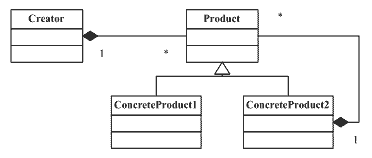 Creator
Product
*
1
*
ConcreteProduct1
ConcreteProduct2
1